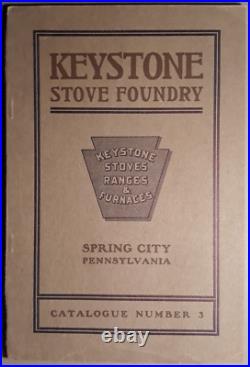 KEYSTONE
STOVE FOUNDRY
KEYSTONE
STOVES
RANGES
&
FURNACES
SPRING CITY
PENNSYLVANIA
CATALOGUE NUMBER 3